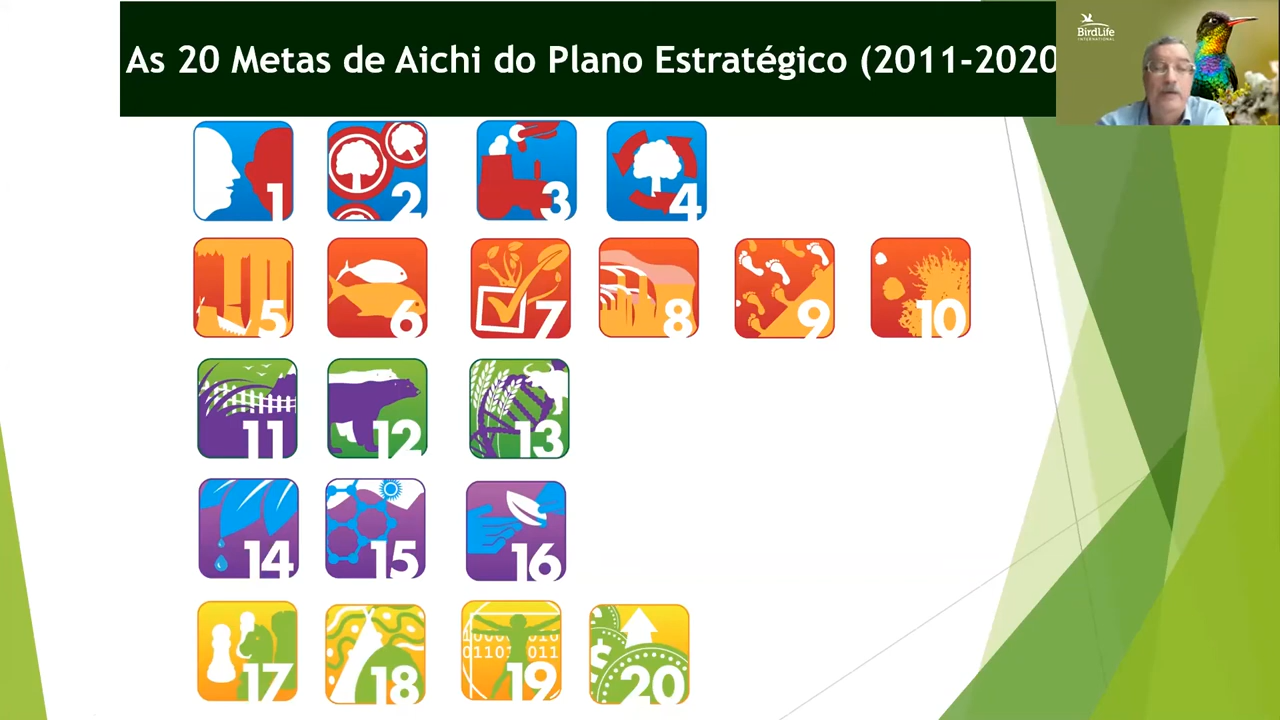 As 20 Metas de Aichi do Plano Estratégico (2011-2020
BirdLife
INTERNATIONAL
1 2 3 4
5 6 7 8 9 10
11 12 13
14 15 16
17 18 19 20